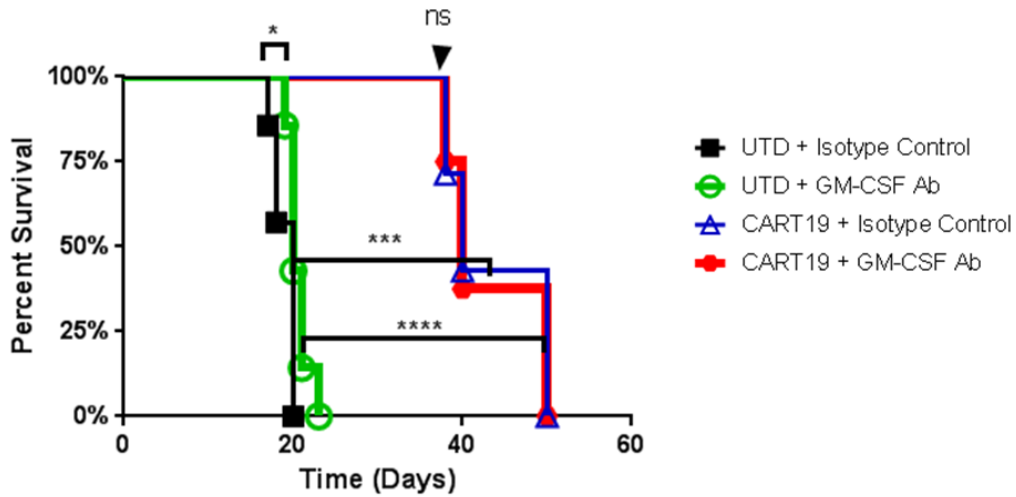 ns
*
100%
75%
50%
25%
0%
Percent Survival
***
****
0
20
40
60
Time (Days)
UTD + Isotype Control
UTD + GM-CSF Ab
CART19 + Isotype Control
CART19 + GM-CSF Ab